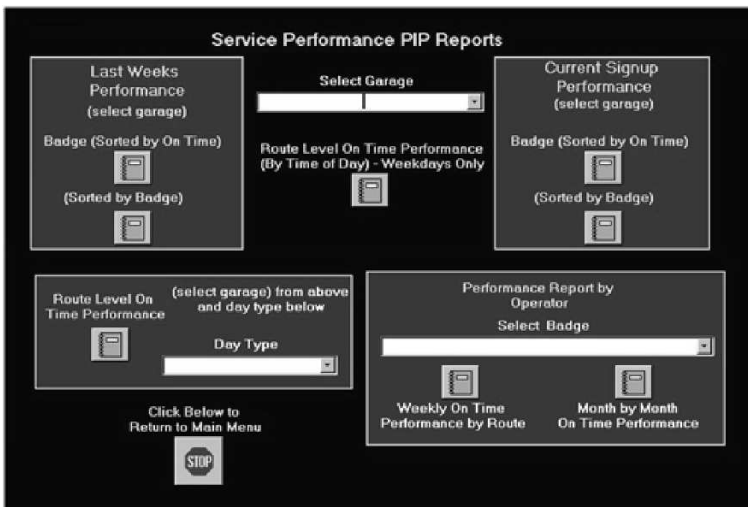 Service Performance PIP Reports
Last Weeks
Performance
(select garage)
Badge (Sorted by On Time)
(Sorted by Badge)
Select Garage
Route Level On Time Performance
(By Time of Day) - Weekdays Only
Current Signup
Performance
(select garage)
Badge (Sorted by On Time)
(Sorted by Badge)
Route Level On
Time Performance
(select garage) from above
and day type below
Day Type
Performance Report by
Operator
Select Badge
Weekly On Time
Performance by Route
Month by Month
On Time Performance
Click Below to
Return to Main Menu
STOP